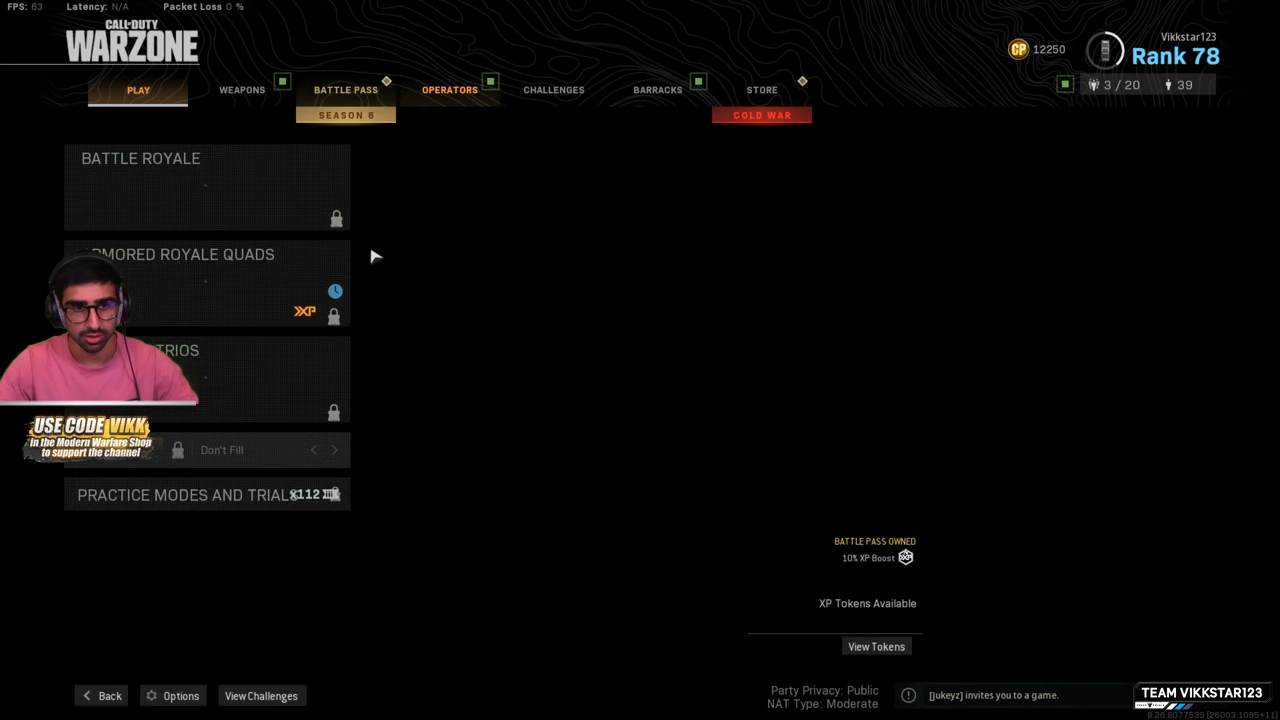 FPS: 63 Latency: N/A Packet Loss 0 %
CALL OF DUTY
WARZONE
CP 12250
Vikkstar123
Rank 78
3 / 20 39
PLAY WEAPONS BATTLE PASS OPERATORS CHALLENGES BARRACKS STORE
SEASON 6
COLD WAR
BATTLE ROYALE
ARMORED ROYALE QUADS
XP
TRIOS
USE CODE VIKK
in the Modern Warfare Shop
to support the channel
Don't Fill
PRACTICE MODES AND TRIALS
x112
BATTLE PASS OWNED
10% XP Boost
XP Tokens Available
View Tokens
Back Options View Challenges
Party Privacy: Public
NAT Type: Moderate
[Jukeyz] invites you to a game.
TEAM VIKKSTAR123